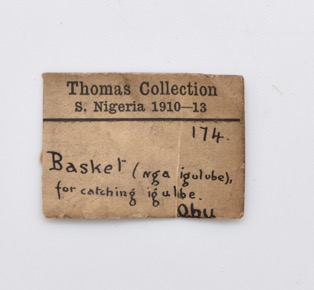 Thomas Collection
S. Nigeria 1910—13
174.
Basket (nga igulube),
for catching igulube.
Obu